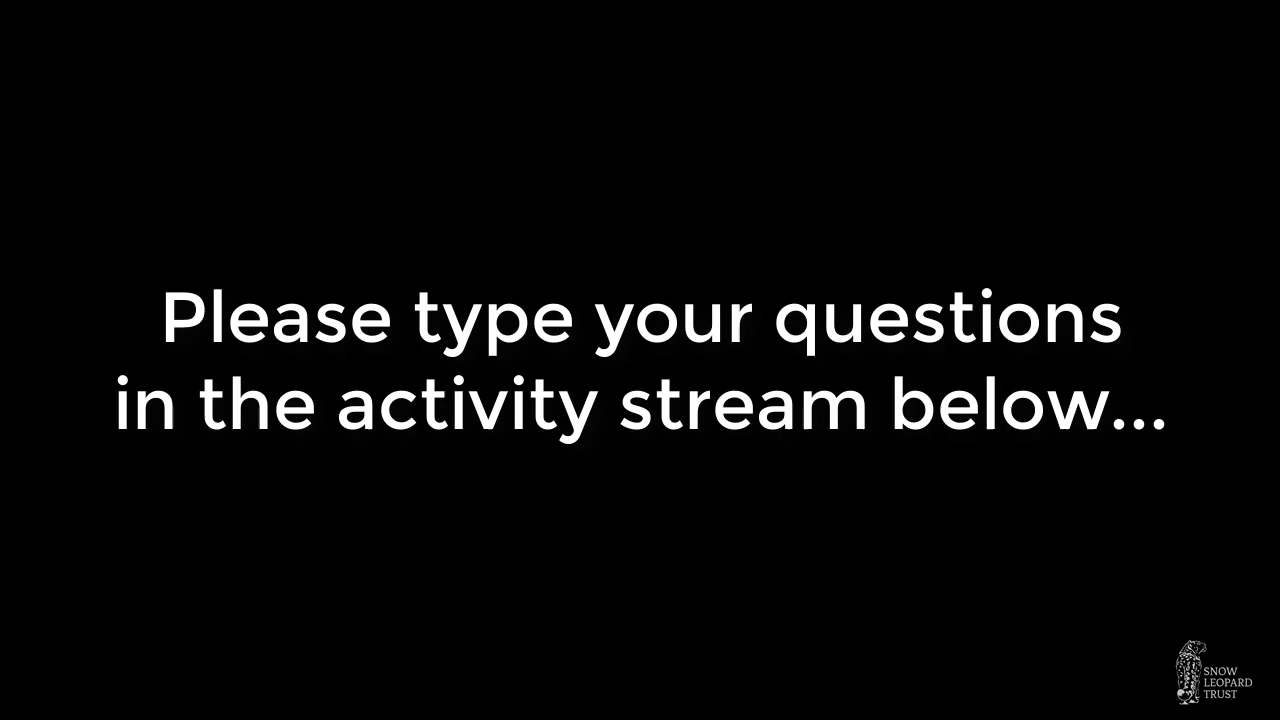 Please type your questions
in the activity stream below...
SNOW
LEOPARD
TRUST